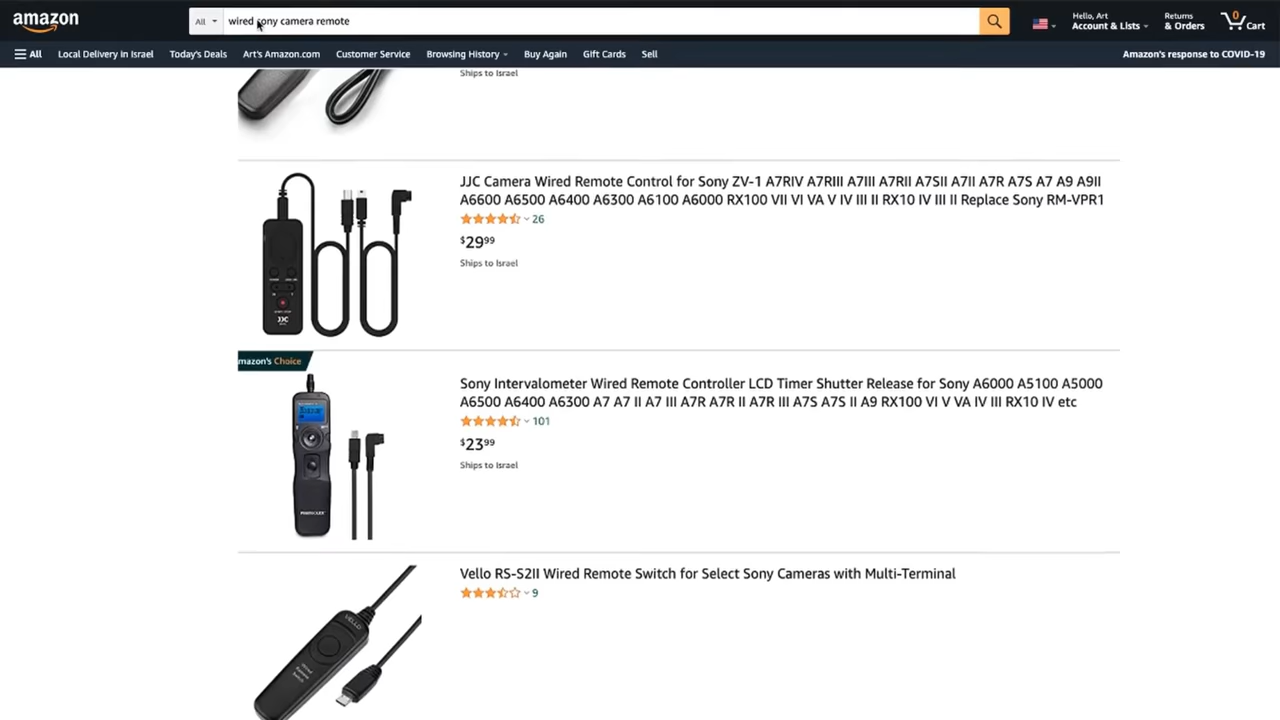 amazon
All
wired sony camera remote
Hello, Art
Account & Lists
Returns
& Orders
0
Cart
All
Local Delivery in Israel
Today's Deals
Art's Amazon.com
Customer Service
Browsing History
Buy Again
Gift Cards
Sell
Amazon's response to COVID-19
Ships to Israel
JJC Camera Wired Remote Control for Sony ZV-1 A7RIV A7RIII A7III A7RII A7SII A7II A7R A7S A7 A9 A9II
A6600 A6500 A6400 A6300 A6100 A6000 RX100 VII VI VA V IV III II RX10 IV III II Replace Sony RM-VPR1
26
$2999
Ships to Israel
JJC
mazon's Choice
Sony Intervalometer Wired Remote Controller LCD Timer Shutter Release for Sony A6000 A5100 A5000
A6500 A6400 A6300 A7 A7 II A7 III A7R A7R II A7R III A7S A7S II A9 RX100 VI V VA IV III RX10 IV etc
101
$2399
Ships to Israel
Vello RS-S2II Wired Remote Switch for Select Sony Cameras with Multi-Terminal
9
VELLO
Wired
Remote
Switch